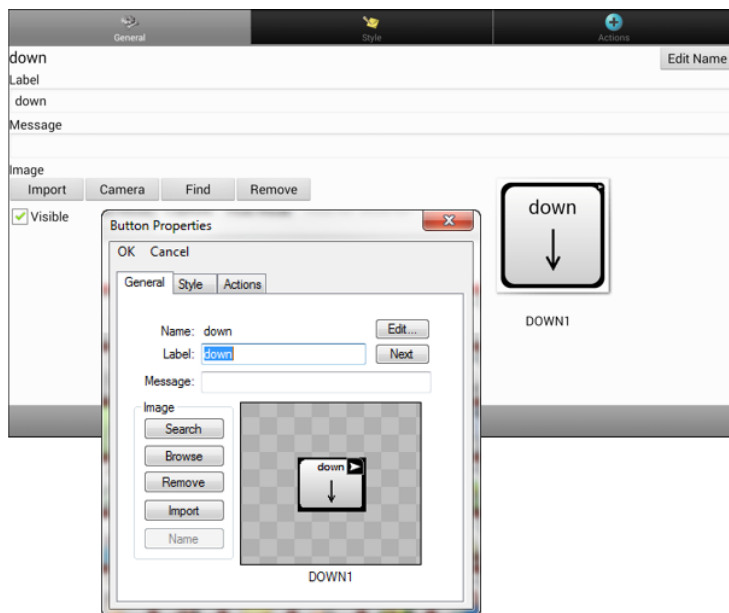 General
Style
Actions
down
Edit Name
Label
down
Message
Image
Import
Camera
Find
Remove
Visible
down
DOWN1
Button Properties
OK Cancel
General
Style
Actions
Name: down
Edit...
Label: down
Next
Message:
Image
Search
Browse
Remove
Import
Name
down
DOWN1